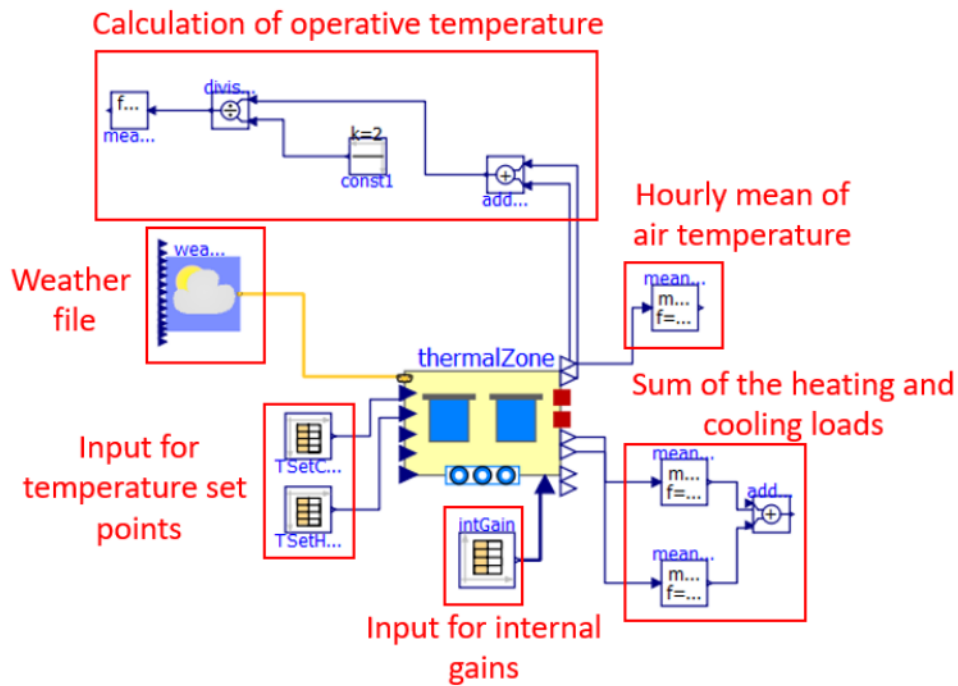 Calculation of operative temperature
divis...
f...
mea...
k=2
const1
add...
Hourly mean of
air temperature
mean...
m...
f=...
wea...
Weather
file
thermalZone
Sum of the heating and
cooling loads
Input for
temperature set
points
TSetC...
TSetH...
intGain
Input for internal
gains
mean...
m...
f=...
add...
mean...
m...
f=...